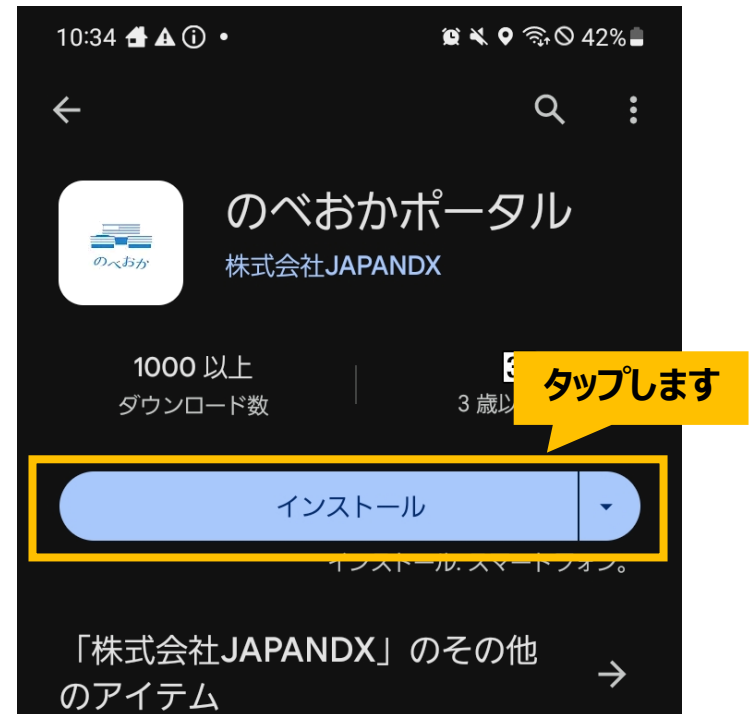 10:34
42%
のべおか
のべおかポータル
株式会社JAPANDX
1000 以上
ダウンロード数
3
3 歳以
タップします
インストール
インストール: スマートフォン。
「株式会社JAPANDX」のその他
のアイテム